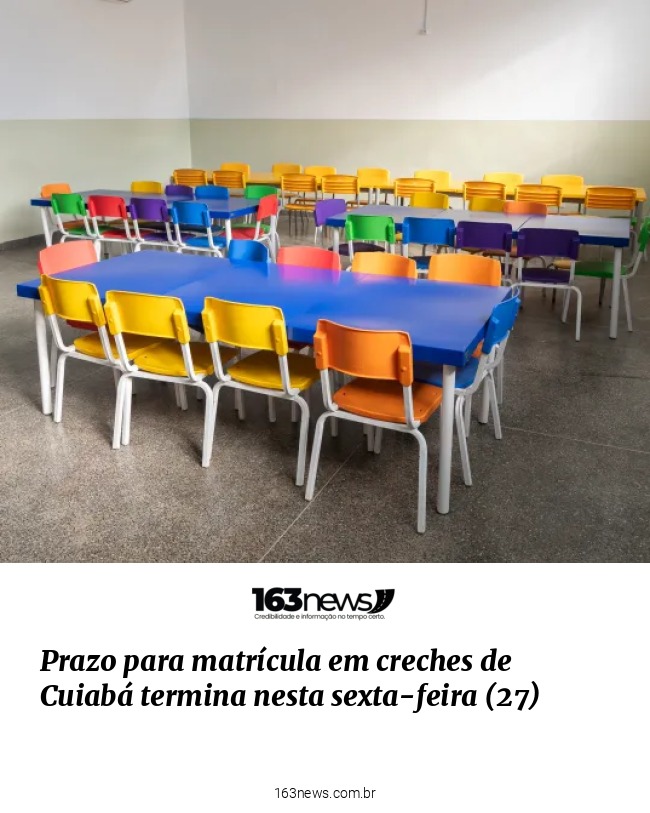 163news
Credibilidade e informação no tempo certo.
Prazo para matrícula em creches de
Cuiabá termina nesta sexta-feira (27)
163news.com.br